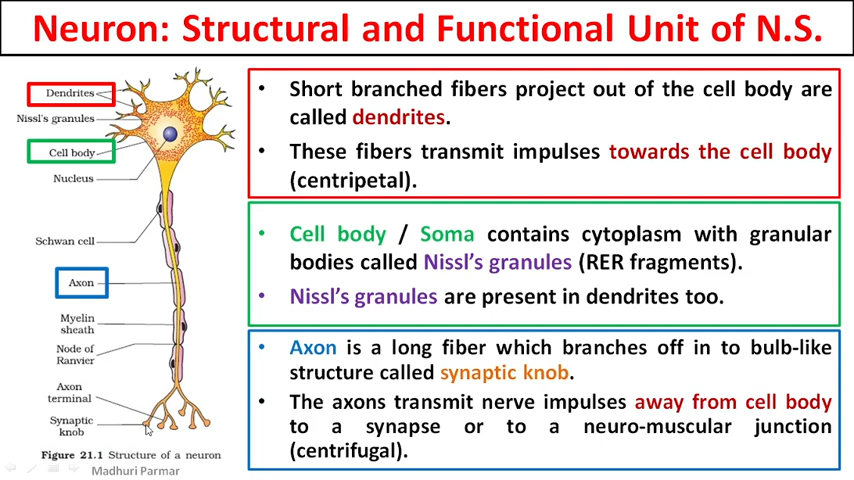 Neuron: Structural and Functional Unit of N.S.
Dendrites
Nissl's granules
Cell body
Nucleus
Schwan cell
Axon
Myelin
sheath
Node of
Ranvier
Axon
terminal
Synaptic
knob
Figure 21.1 Structure of a neuron
Madhuri Parmar
• Short branched fibers project out of the cell body are
called dendrites.
• These fibers transmit impulses towards the cell body
(centripetal).
• Cell body / Soma contains cytoplasm with granular
bodies called Nissl's granules (RER fragments).
• Nissl's granules are present in dendrites too.
• Axon is a long fiber which branches off in to bulb-like
structure called synaptic knob.
• The axons transmit nerve impulses away from cell body
to a synapse or to a neuro-muscular junction
(centrifugal).